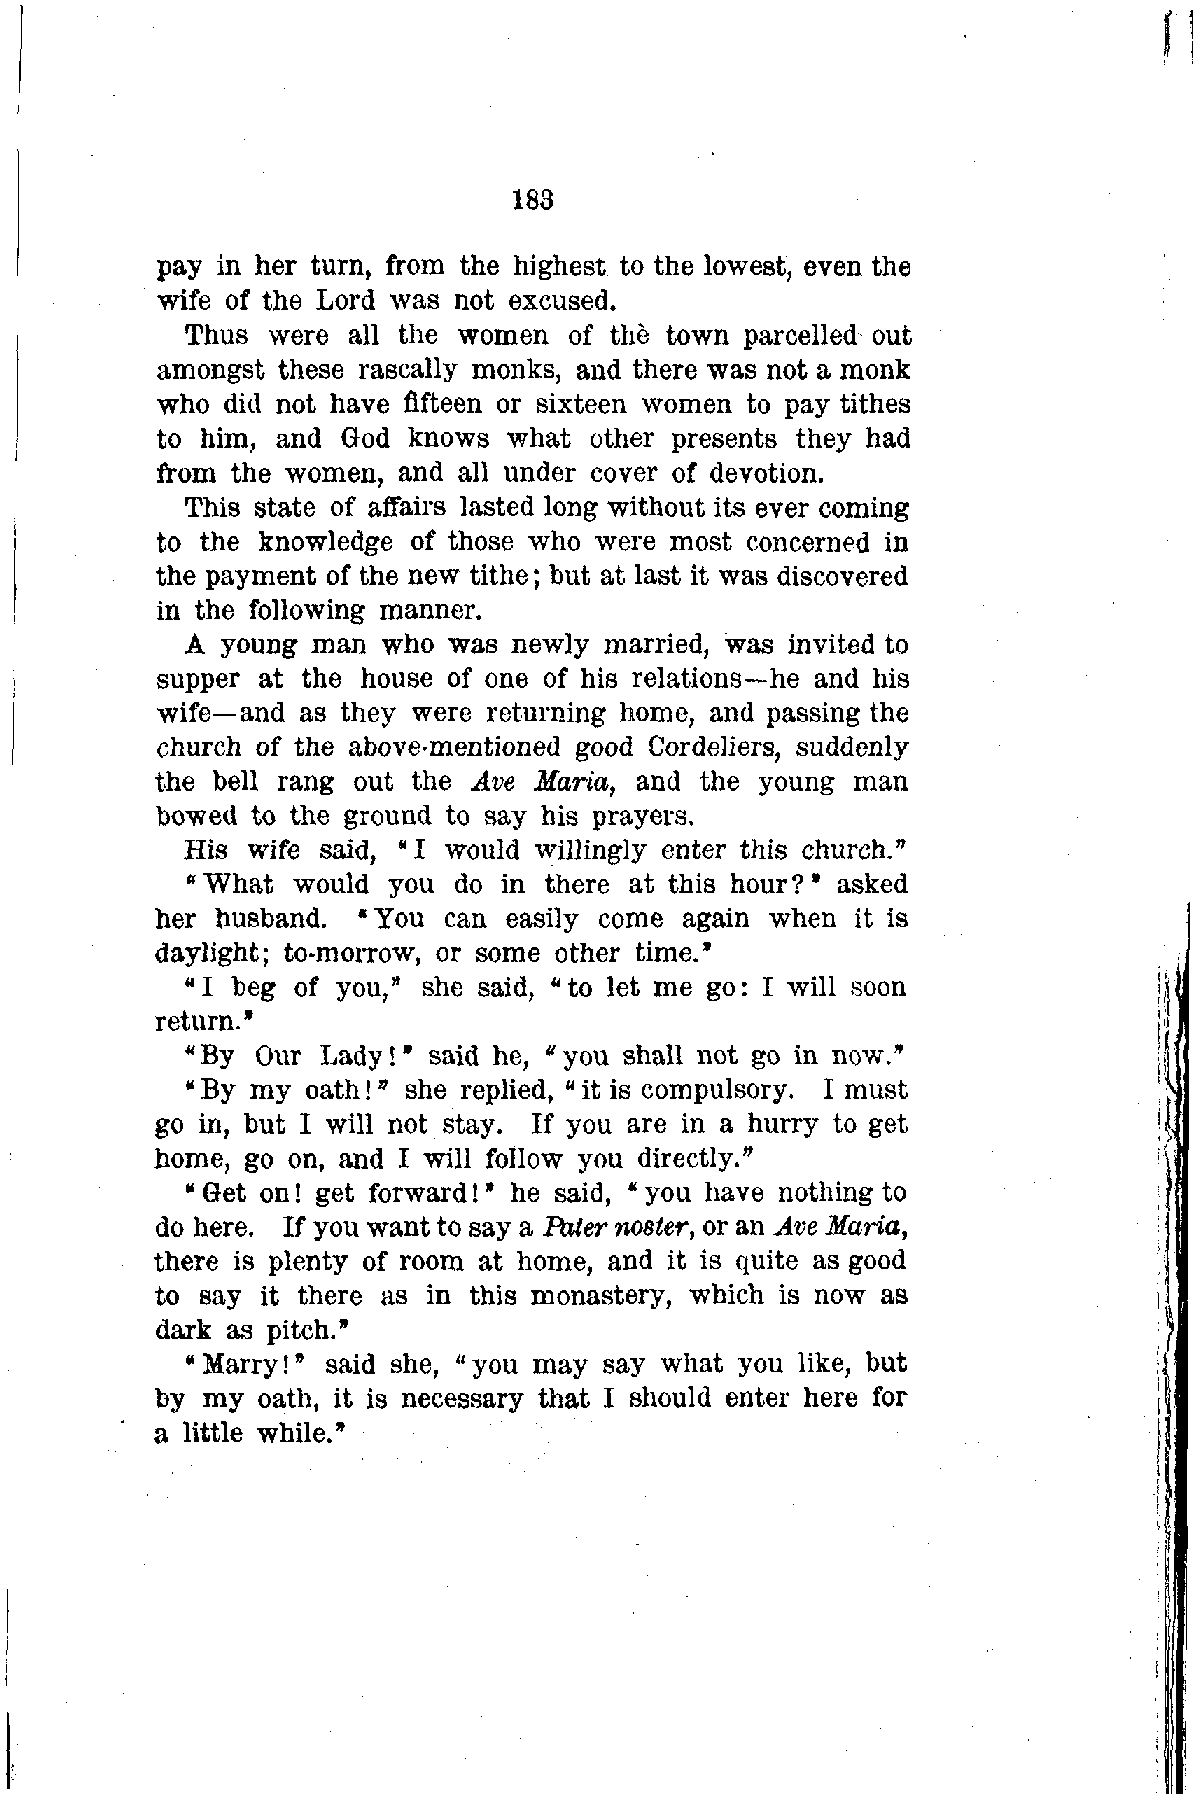 183
pay in her turn, from the highest to the lowest, even the
wife of the Lord was not excused.
Thus were all the women of the town parcelled out
amongst these rascally monks, and there was not a monk
who did not have fifteen or sixteen women to pay tithes
to him, and God knows what other presents they had
from the women, and all under cover of devotion.
This state of affairs lasted long without its ever coming
to the knowledge of those who were most concerned in
the payment of the new tithe; but at last it was discovered
in the following manner.
A young man who was newly married, was invited to
supper at the house of one of his relations—he and his
wife—and as they were returning home, and passing the
church of the above-mentioned good Cordeliers, suddenly
the bell rang out the Ave Maria, and the young man
bowed to the ground to say his prayers.
His wife said, "I would willingly enter this church."
"What would you do in there at this hour?" asked
her husband. "You can easily come again when it is
daylight; to-morrow, or some other time."
"I beg of you," she said, "to let me go: I will soon
return."
"By Our Lady!" said he, "you shall not go in now."
"By my oath!" she replied, "it is compulsory. I must
go in, but I will not stay. If you are in a hurry to get
home, go on, and I will follow you directly."
"Get on! get forward!" he said, "you have nothing to
do here. If you want to say a Pater noster, or an Ave Maria,
there is plenty of room at home, and it is quite as good
to say it there as in this monastery, which is now as
dark as pitch."
"Marry!" said she, "you may say what you like, but
by my oath, it is necessary that I should enter here for
a little while."